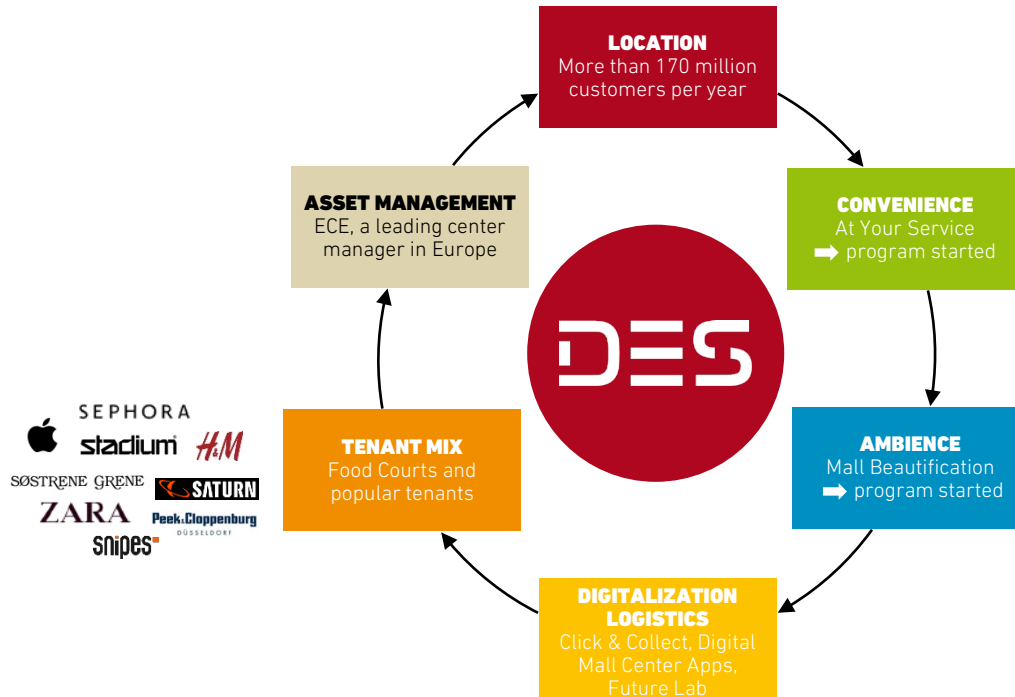 LOCATION
More than 170 million
customers per year
CONVENIENCE
At Your Service
➡ program started
AMBIENCE
Mall Beautification
➡ program started
DIGITALIZATION
LOGISTICS
Click & Collect, Digital
Mall Center Apps,
Future Lab
TENANT MIX
Food Courts and
popular tenants
ASSET MANAGEMENT
ECE, a leading center
manager in Europe
DES
SEPHORA
stadium
H&M
SØSTRENE GRENE
SATURN
ZARA
Peek&Cloppenburg
DÜSSELDORF
snipes